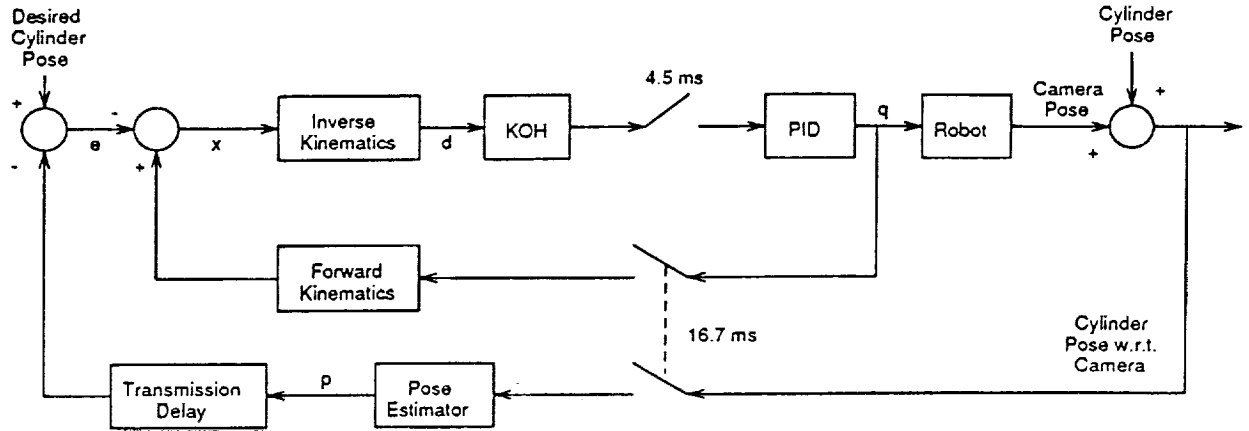 Desired
Cylinder
Pose
+
-
e
-
+
x
Inverse
Kinematics
d
KOH
4.5 ms
PID
q
Robot
Camera
Pose
+
Cylinder
Pose
+
Forward
Kinematics
16.7 ms
Cylinder
Pose w.r.t.
Camera
Transmission
Delay
p
Pose
Estimator